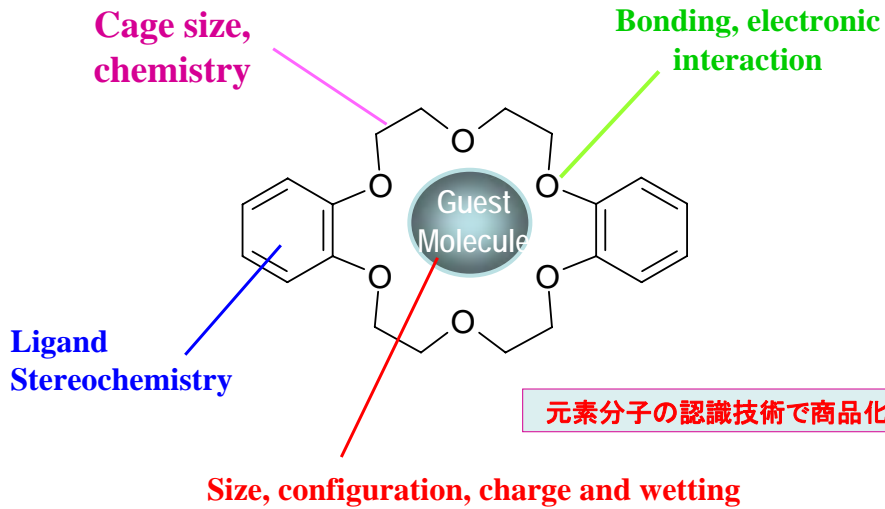 Cage size,
chemistry
Bonding, electronic
interaction
O
O
O
Guest
Molecule
O
O
O
Ligand
Stereochemistry
元素分子の認識技術で商品化
Size, configuration, charge and wetting